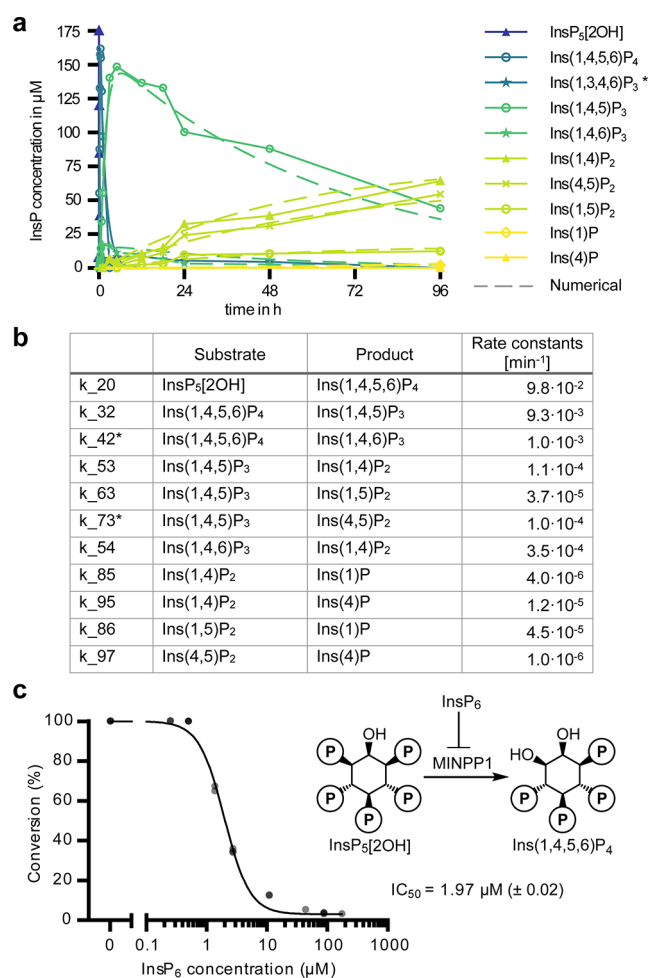 a
InsP concentration in µM
175
150
125
100
75
50
25
0
0 24 48 72 96
time in h
InsP₅[2OH]
Ins(1,4,5,6)P₄
Ins(1,3,4,6)P₃ *
Ins(1,4,5)P₃
Ins(1,4,6)P₃
Ins(1,4)P₂
Ins(4,5)P₂
Ins(1,5)P₂
Ins(1)P
Ins(4)P
Numerical
b
Substrate Product Rate constants
[min⁻¹]
k_20 InsP₅[2OH] Ins(1,4,5,6)P₄ 9.8·10⁻²
k_32 Ins(1,4,5,6)P₄ Ins(1,4,5)P₃ 9.3·10⁻³
k_42* Ins(1,4,5,6)P₄ Ins(1,4,6)P₃ 1.0·10⁻³
k_53 Ins(1,4,5)P₃ Ins(1,4)P₂ 1.1·10⁻⁴
k_63 Ins(1,4,5)P₃ Ins(1,5)P₂ 3.7·10⁻⁵
k_73* Ins(1,4,5)P₃ Ins(4,5)P₂ 1.0·10⁻⁴
k_54 Ins(1,4,6)P₃ Ins(1,4)P₂ 3.5·10⁻⁴
k_85 Ins(1,4)P₂ Ins(1)P 4.0·10⁻⁶
k_95 Ins(1,4)P₂ Ins(4)P 1.2·10⁻⁵
k_86 Ins(1,5)P₂ Ins(1)P 4.5·10⁻⁵
k_97 Ins(4,5)P₂ Ins(4)P 1.0·10⁻⁶
c
Conversion (%)
100
80
60
40
20
0
0 0.1 1 10 100 1000
InsP₆ concentration (µM)
InsP₆
MINPP1
OH
P P
P P
P
InsP₅[2OH]
OH
HO P
P P
P
Ins(1,4,5,6)P₄
IC₅₀ = 1.97 µM (± 0.02)